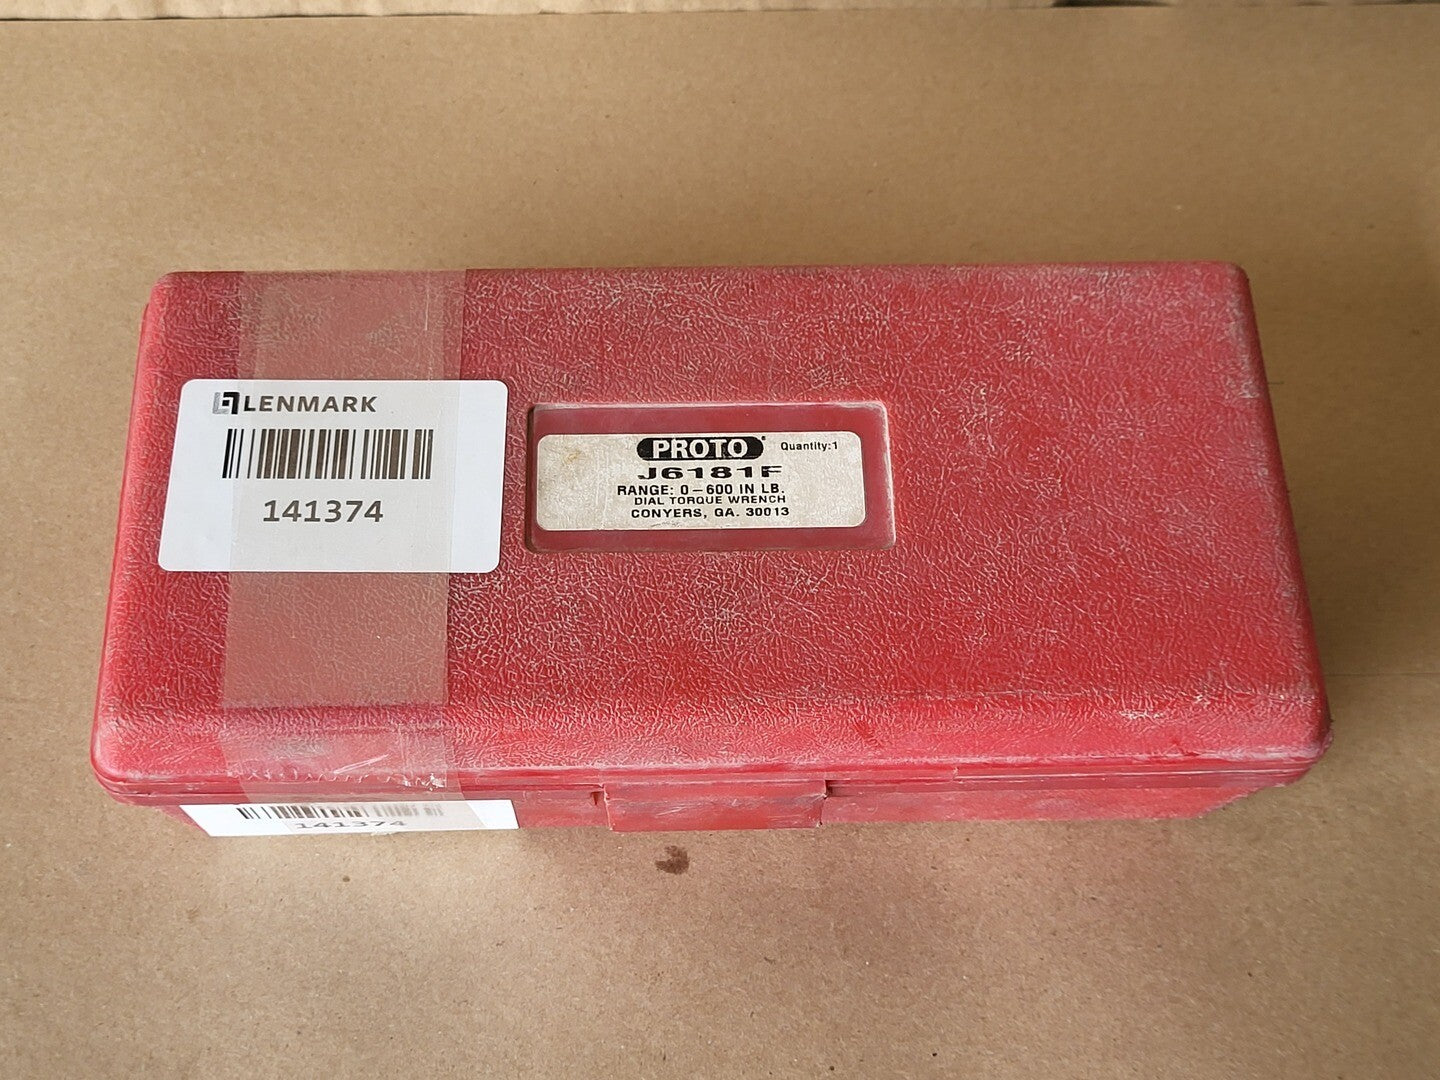 LENMARK
141374
PROTO® Quantity:1
J6181F
RANGE: 0-600 IN LB.
DIAL TORQUE WRENCH
CONYERS, GA. 30013
141374